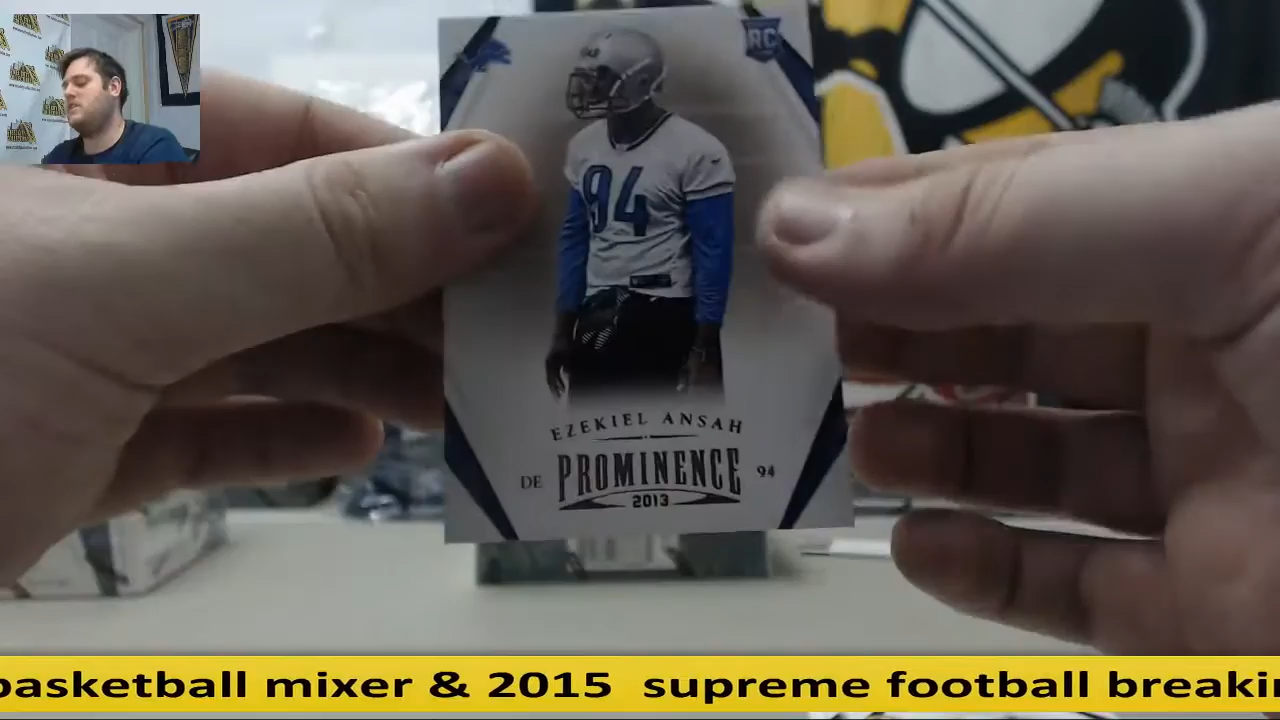 RC
94
EZEKIEL ANSAH
DE PROMINENCE 94
2013
basketball mixer & 2015 supreme football breakin